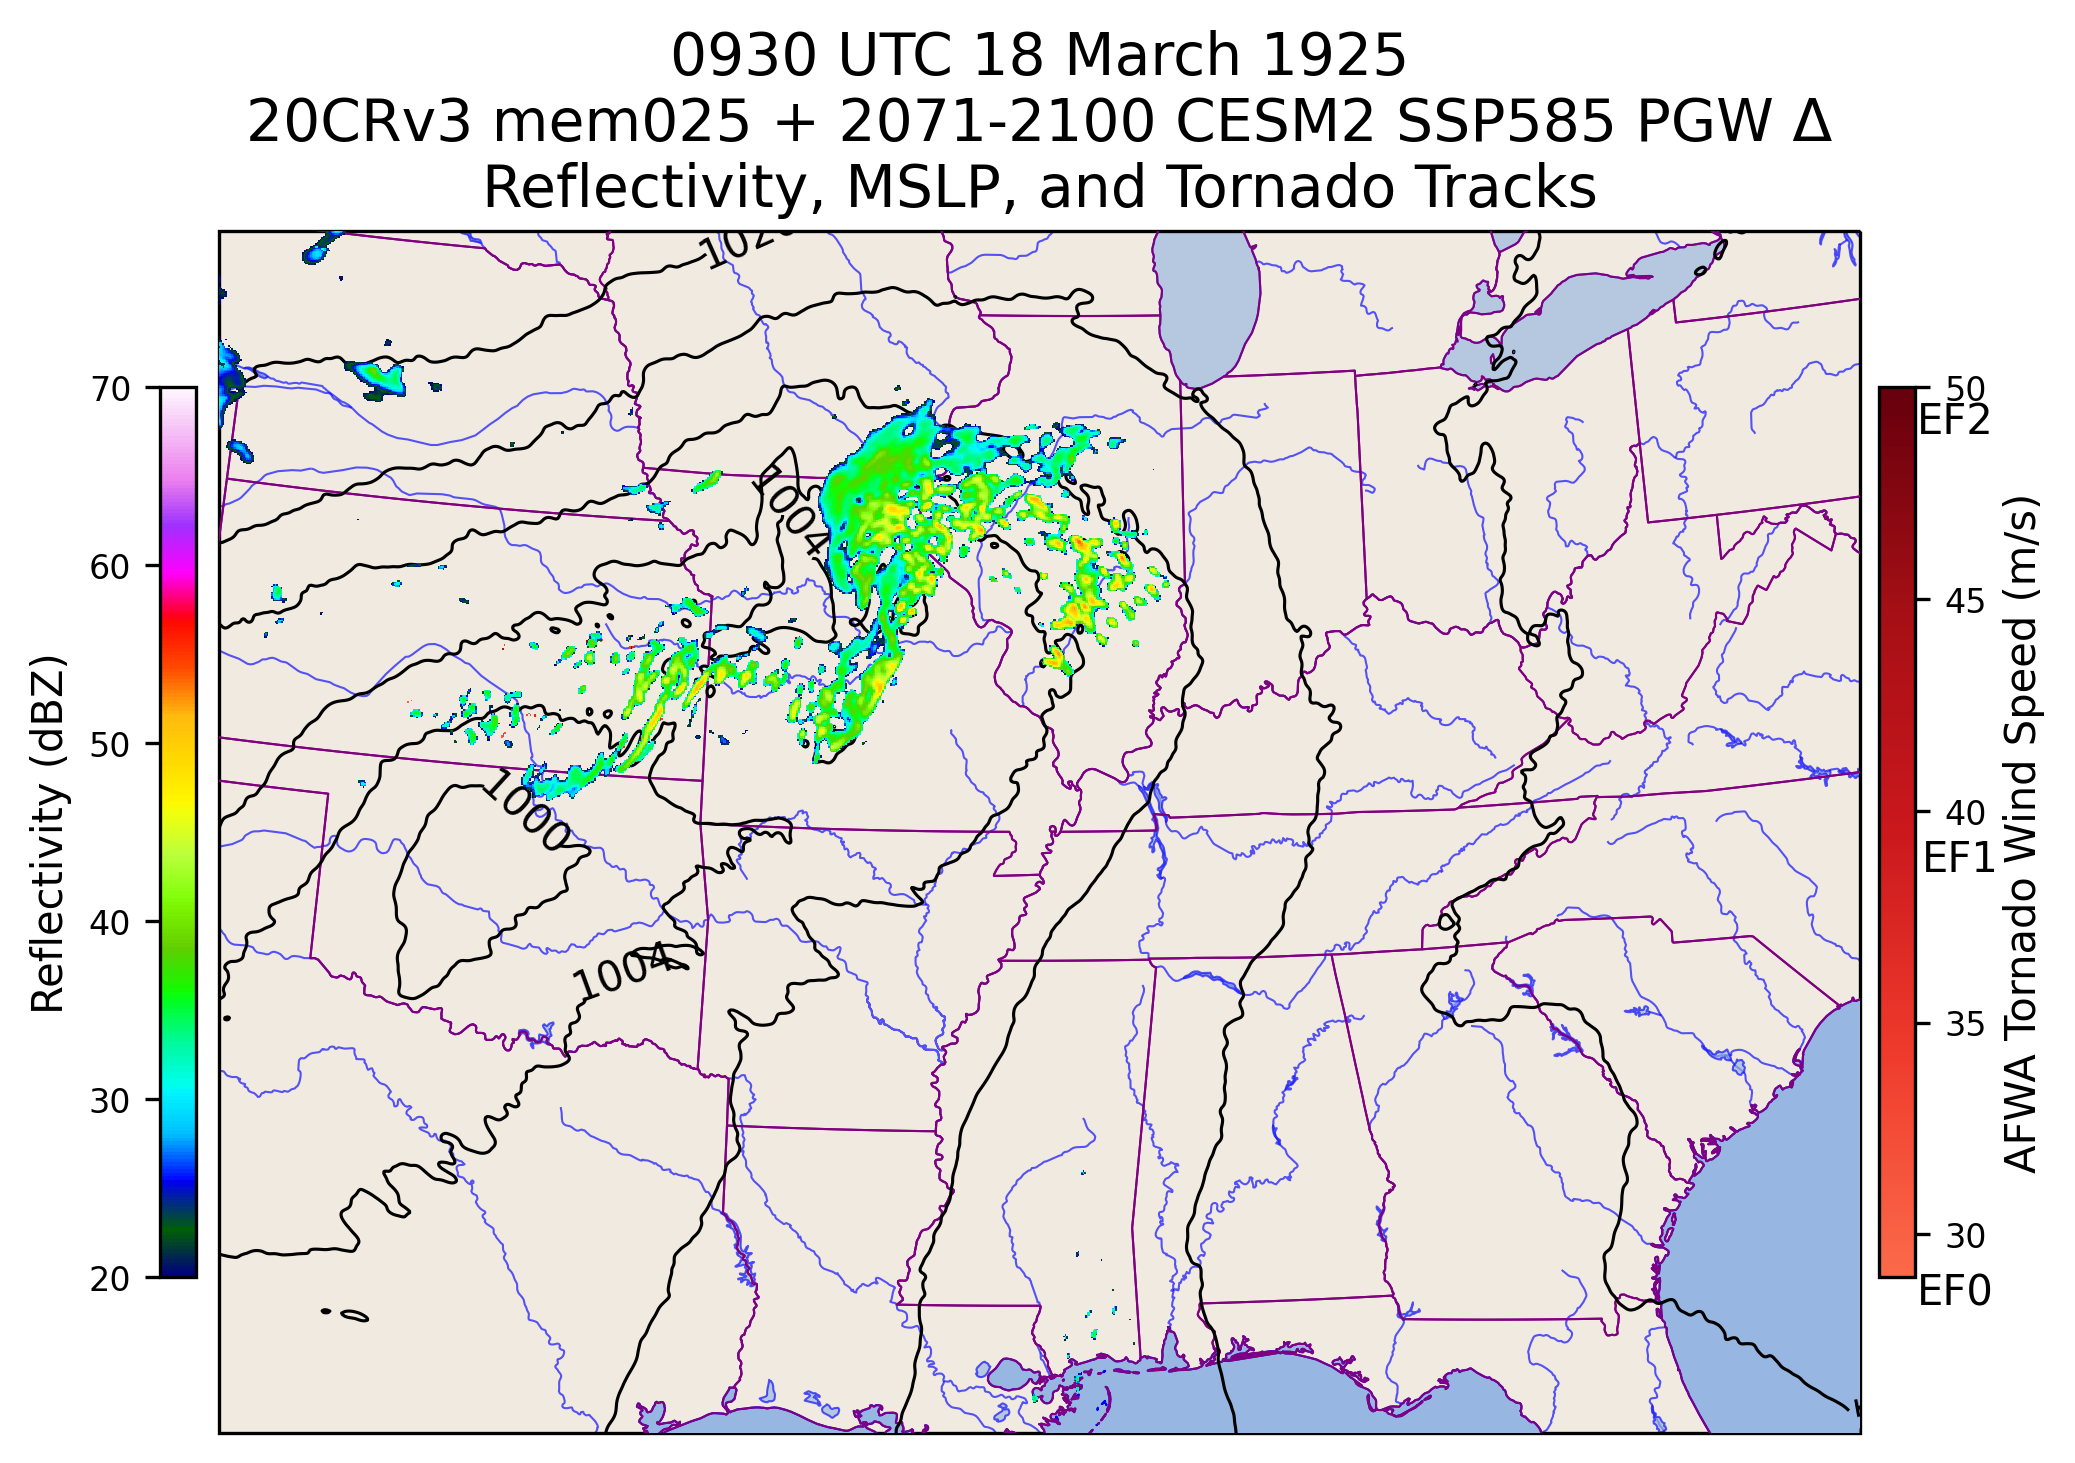 0930 UTC 18 March 1925
20CRv3 mem025 + 2071-2100 CESM2 SSP585 PGW Δ
Reflectivity, MSLP, and Tornado Tracks
1004
1000
1004
70
60
50
40
30
20
Reflectivity (dBZ)
50
EF2
45
40
EF1
35
30
EF0
AFWA Tornado Wind Speed (m/s)